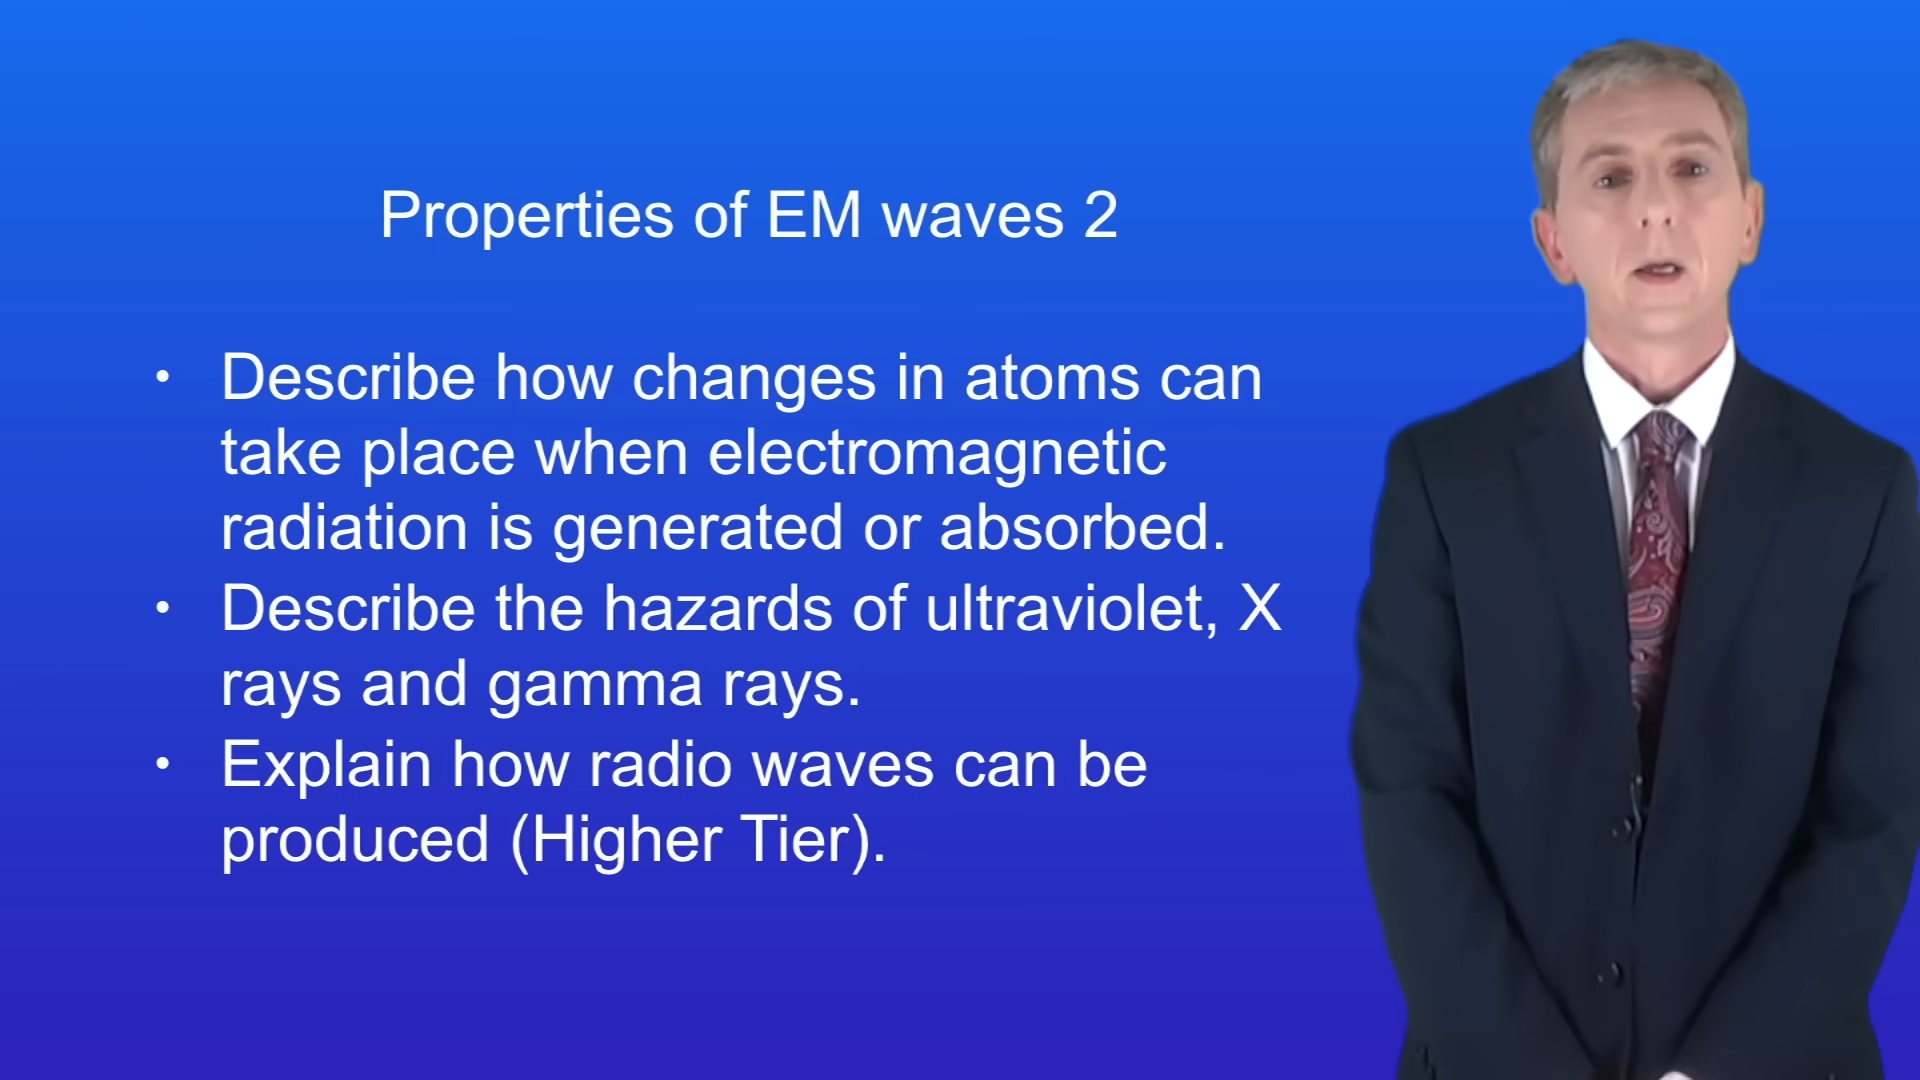 Properties of EM waves 2
• Describe how changes in atoms can
take place when electromagnetic
radiation is generated or absorbed.
• Describe the hazards of ultraviolet, X
rays and gamma rays.
• Explain how radio waves can be
produced (Higher Tier).